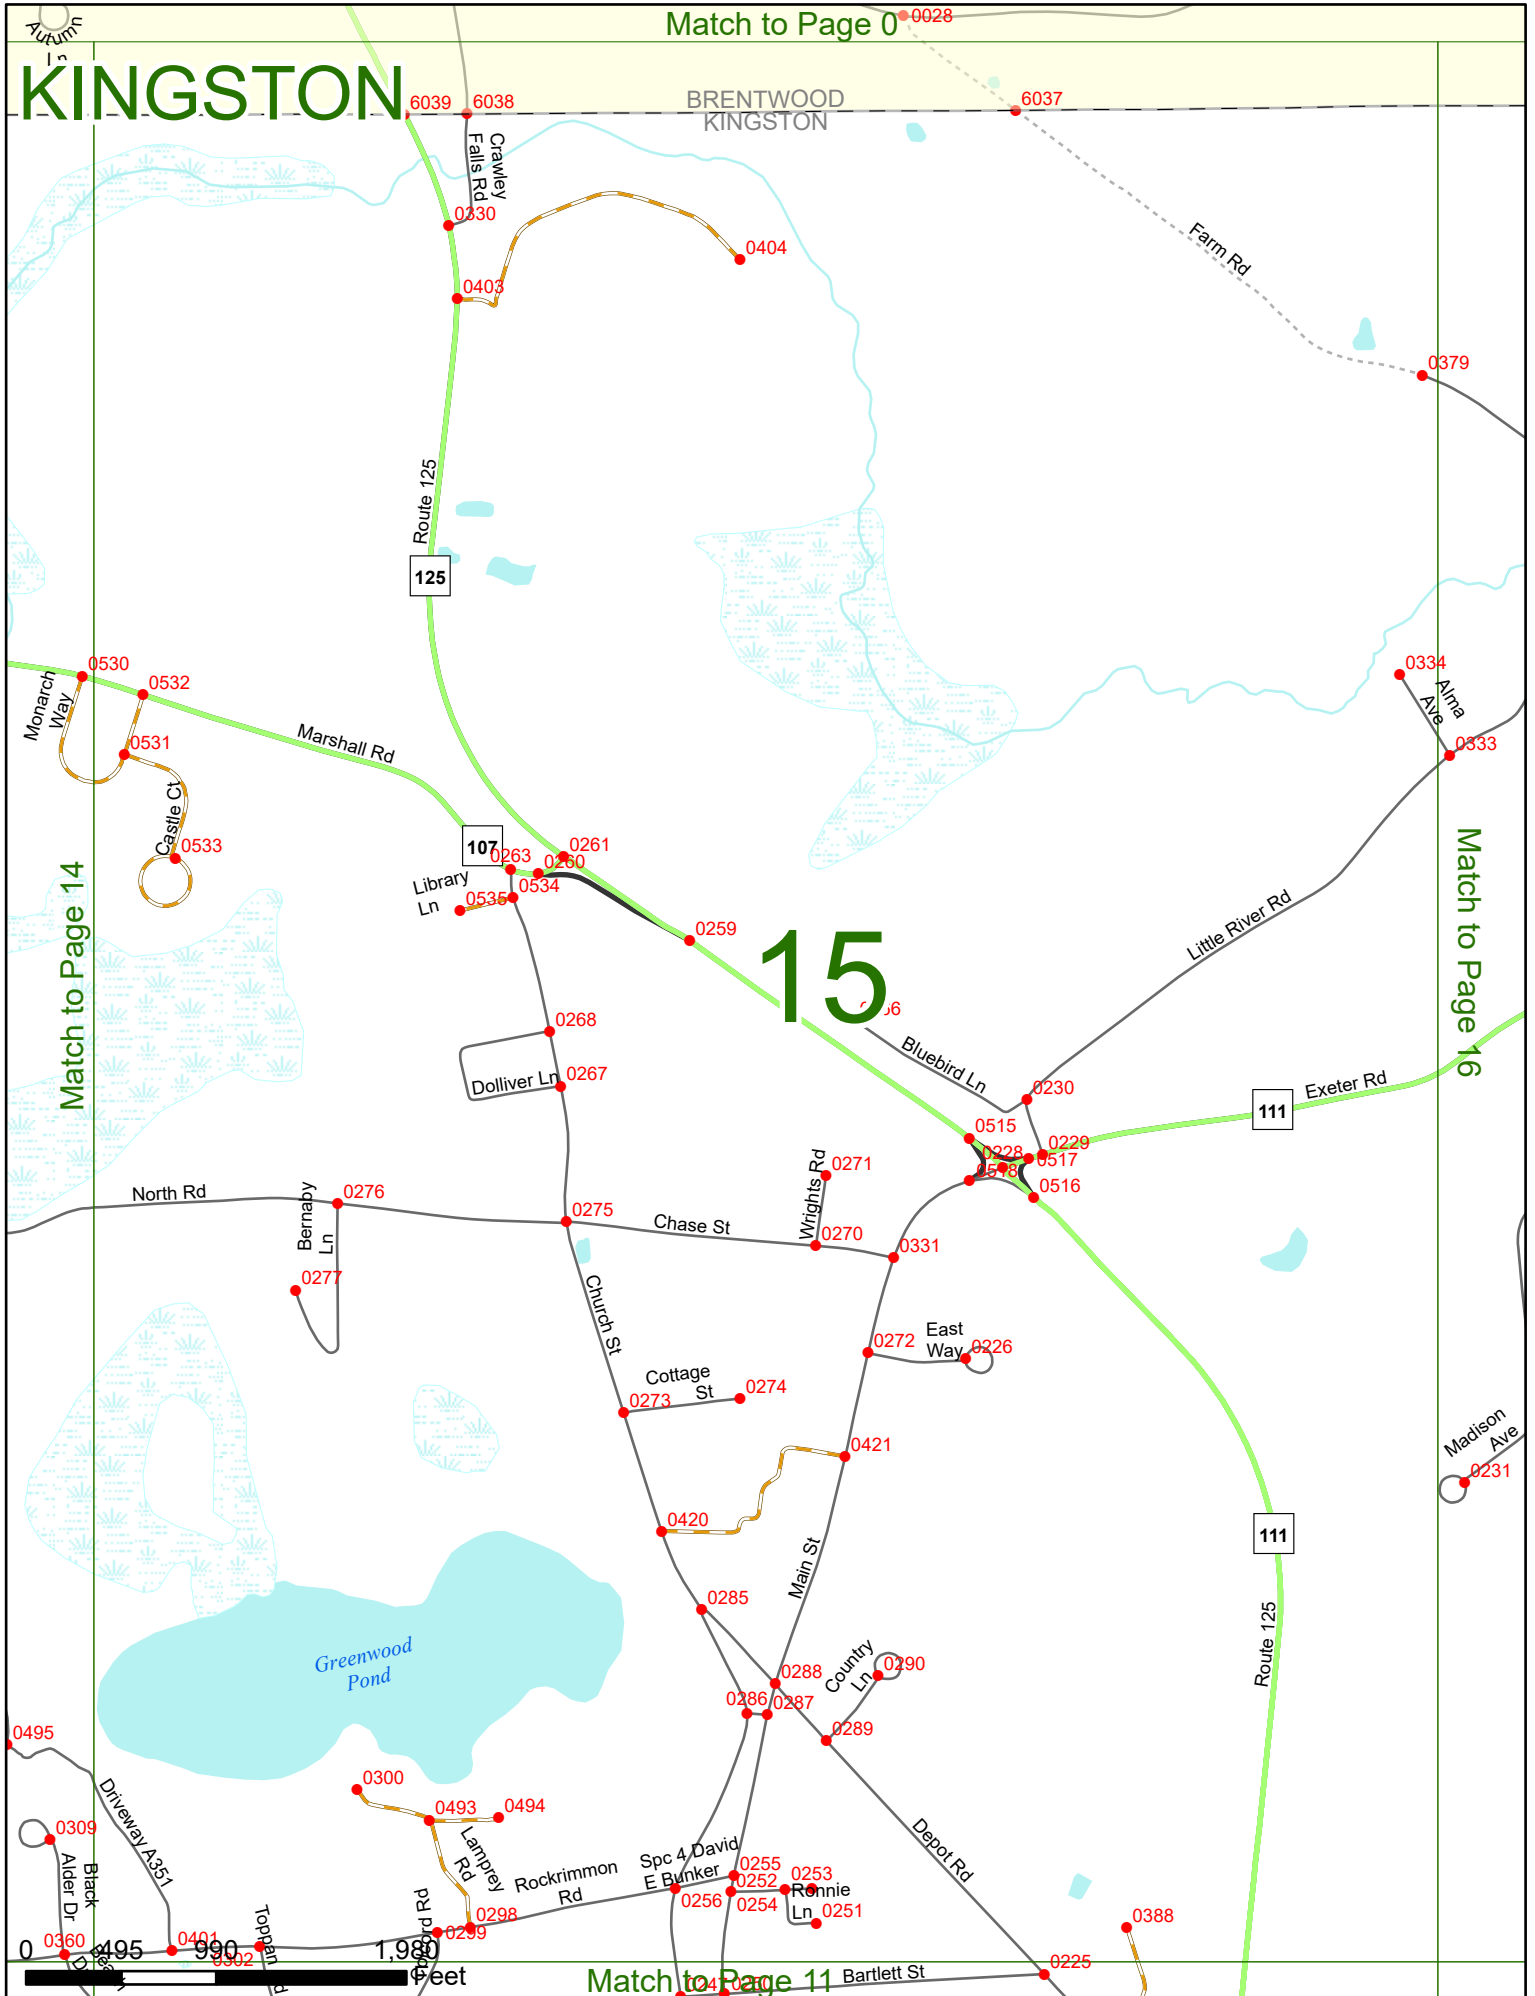 Match to Page 0
0028
Autumn
KINGSTON
6039
6038
BRENTWOOD
KINGSTON
6037
Crawley
Falls Rd
0330
0404
Farm Rd
0403
0379
Route 125
125
0530
Monarch
Way
0532
0531
Marshall Rd
0334
Alma
Ave
0333
Castle Ct
0533
107
0263
0261
0260
Library
Ln
0535
0534
Match to Page 14
Match to Page 16
0259
15
Little River Rd
0268
Bluebird Ln
Dolliver Ln
0267
0230
111
Exeter Rd
0515
0228
0229
0517
0518
0516
North Rd
0276
Bernaby
Ln
0277
0275
Chase St
Wrights Rd
0271
0270
0331
Church St
0272
East
Way
0226
Cottage
St
0273
0274
0421
Madison
Ave
0231
0420
Main St
111
0285
Route 125
Greenwood
Pond
Country
Ln
0290
0288
0286
0287
0289
0495
0300
0493
0494
Driveway A351
0309
Black
Alder Dr
Lamprey
Rd
Depot Rd
Rockrimmon
Rd
Spc 4 David
E Bunker
0255
0252
0253
0256
0254
Ronnie
Ln
0251
0298
0299
0388
0360
0401
0302
Toppan
0
495
990
1,980
Feet
0225
Bartlett St
0247
Match to Page 11